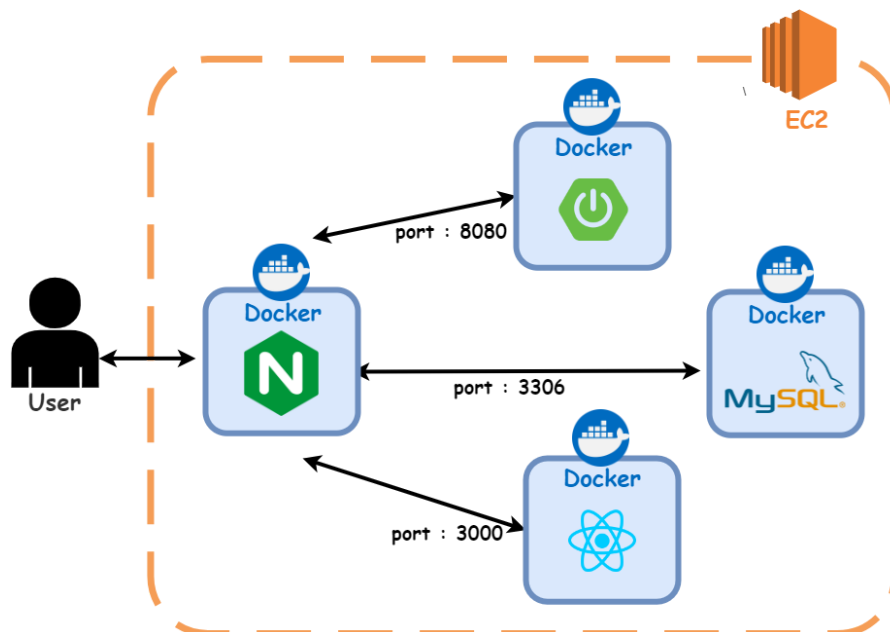 EC2
Docker
port : 8080
Docker
Docker
User
port : 3306
MySQL®
Docker
port : 3000